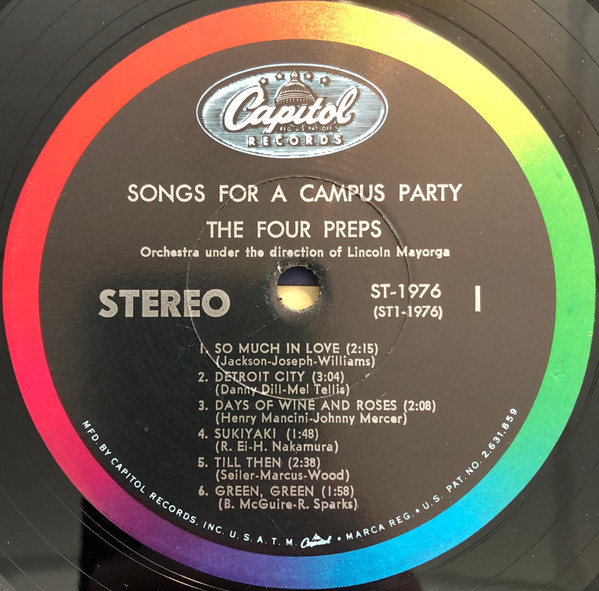 Capitol
REG. U.S. PAT. OFF.
RECORDS
SONGS FOR A CAMPUS PARTY
THE FOUR PREPS
Orchestra under the direction of Lincoln Mayorga
STEREO
ST-1976
(ST1-1976)
1
1. SO MUCH IN LOVE (2:15)
(Jackson-Joseph-Williams)
2. DETROIT CITY (3:04)
(Danny Dill-Mel Tellis)
3. DAYS OF WINE AND ROSES (2:08)
(Henry Mancini-Johnny Mercer)
4. SUKIYAKI (1:48)
(R. Ei-H. Nakamura)
5. TILL THEN (2:38)
(Seiler-Marcus-Wood)
6. GREEN, GREEN (1:58)
(B. McGuire-R. Sparks)
MFD. BY CAPITOL RECORDS, INC. U.S.A. T.M. Capitol • MARCA REG. • U.S. PAT. NO. 2,631,859